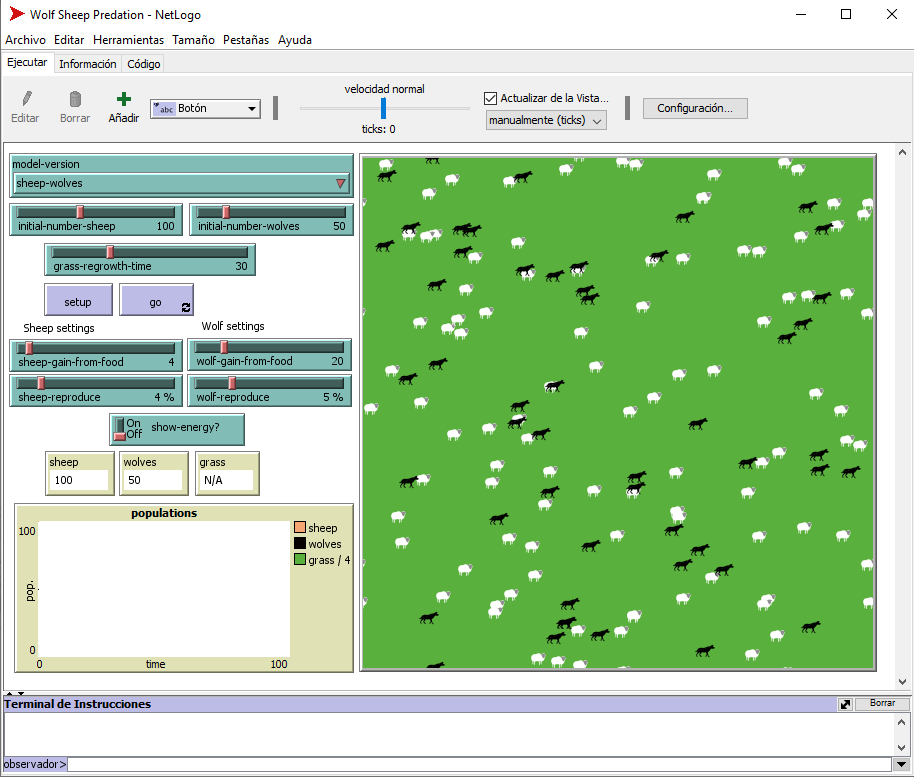 Wolf Sheep Predation - NetLogo
Archivo Editar Herramientas Tamaño Pestañas Ayuda
Ejecutar Información Código
Editar Borrar Añadir
abc Botón
velocidad normal
ticks: 0
Actualizar de la Vista...
manualmente (ticks)
Configuración...
model-version
sheep-wolves
initial-number-sheep 100
initial-number-wolves 50
grass-regrowth-time 30
setup
go
Sheep settings
Wolf settings
sheep-gain-from-food 4
wolf-gain-from-food 20
sheep-reproduce 4 %
wolf-reproduce 5 %
On
Off
show-energy?
sheep
100
wolves
50
grass
N/A
populations
100
pop.
0
0
time
100
sheep
wolves
grass / 4
Terminal de Instrucciones
Borrar
observador>